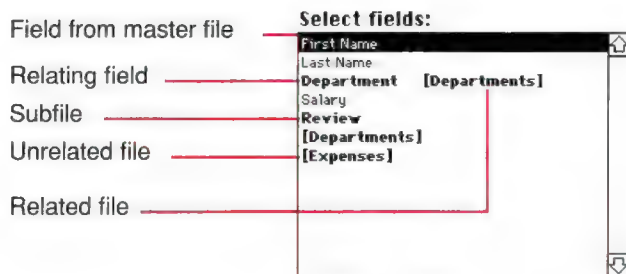 Select fields:
Field from master file
First Name
Last Name
Relating field
Department [Departments]
Salary
Subfile
Review
[Departments]
Unrelated file
[Expenses]
Related file